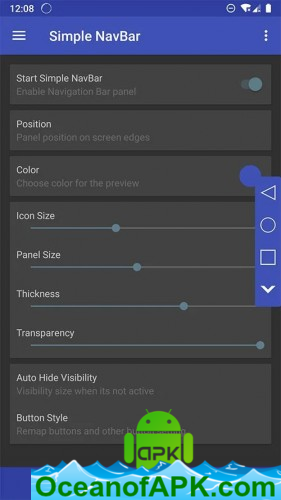 12:08
Simple NavBar
Start Simple NavBar
Enable Navigation Bar panel
Position
Panel position on screen edges
Color
Choose color for the preview
Icon Size
Panel Size
Thickness
Transparency
Auto Hide Visibility
Visibility size when its not active
Button Style
Remap buttons and other button
APK
OceanofAPK.com